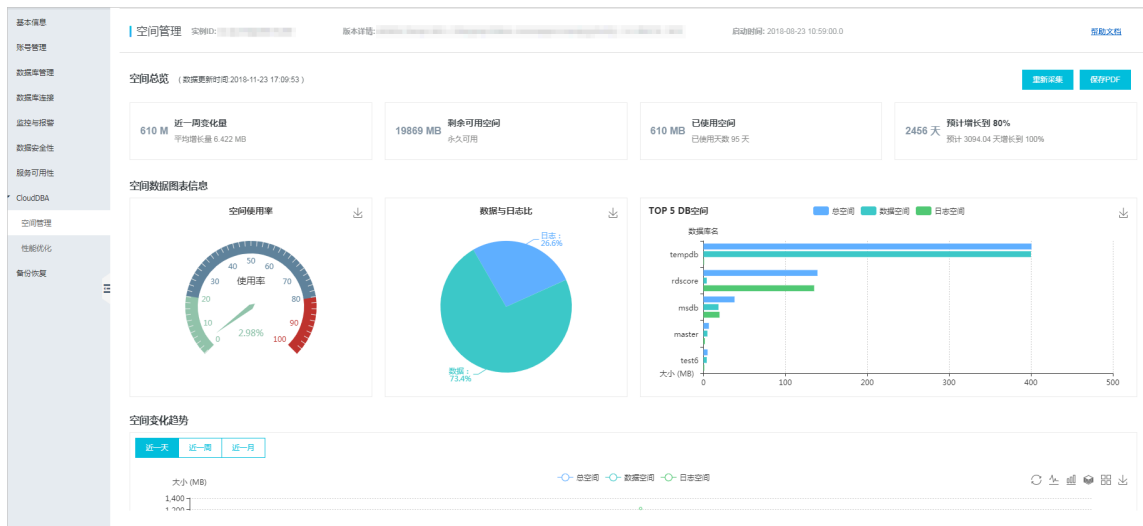 基本信息
账号管理
数据库管理
数据库连接
监控与报警
数据安全性
服务可用性
CloudDBA
空间管理
性能优化
备份恢复
空间管理 实例ID: 版本详情: 启动时间: 2018-08-23 10:59:00.0 帮助文档
空间总览 （ 数据更新时间:2018-11-23 17:09:53 ） 重新采集 保存PDF
610 M 近一周变化量
平均增长量 6.422 MB
19869 MB 剩余可用空间
永久可用
610 MB 已使用空间
已使用天数 95 天
2456 天 预计增长到 80%
预计 3094.04 天增长到 100%
空间数据图表信息
空间使用率
0 10 20 30 40 50 60 70 80 90 100
使用率
2.98%
数据与日志比
日志：
26.6%
数据：
73.4%
TOP 5 DB空间 总空间 数据空间 日志空间
数据库名
tempdb
rdscore
msdb
master
test6
大小 (MB)
0 100 200 300 400 500
空间变化趋势
近一天 近一周 近一月
大小 (MB) 总空间 数据空间 日志空间
1,400
1,200